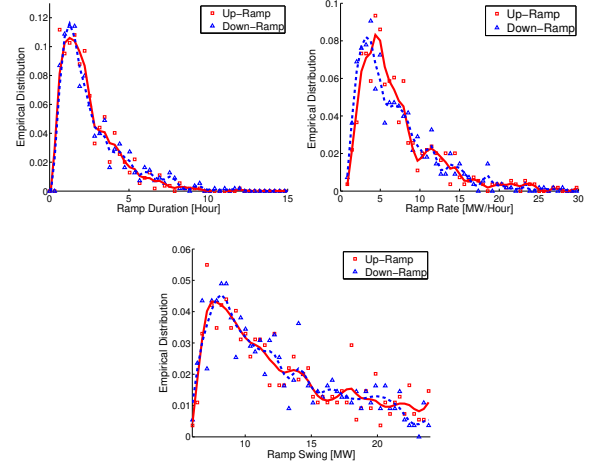 0.12
0.1
0.08
0.06
0.04
0.02
0
Empirical Distribution
Up-Ramp
Down-Ramp
0 5 10 15
Ramp Duration [Hour]
0.1
0.08
0.06
0.04
0.02
0
Empirical Distribution
Up-Ramp
Down-Ramp
0 5 10 15 20 25 30
Ramp Rate [MW/Hour]
0.06
0.05
0.04
0.03
0.02
0.01
0
Empirical Distribution
Up-Ramp
Down-Ramp
10 15 20
Ramp Swing [MW]